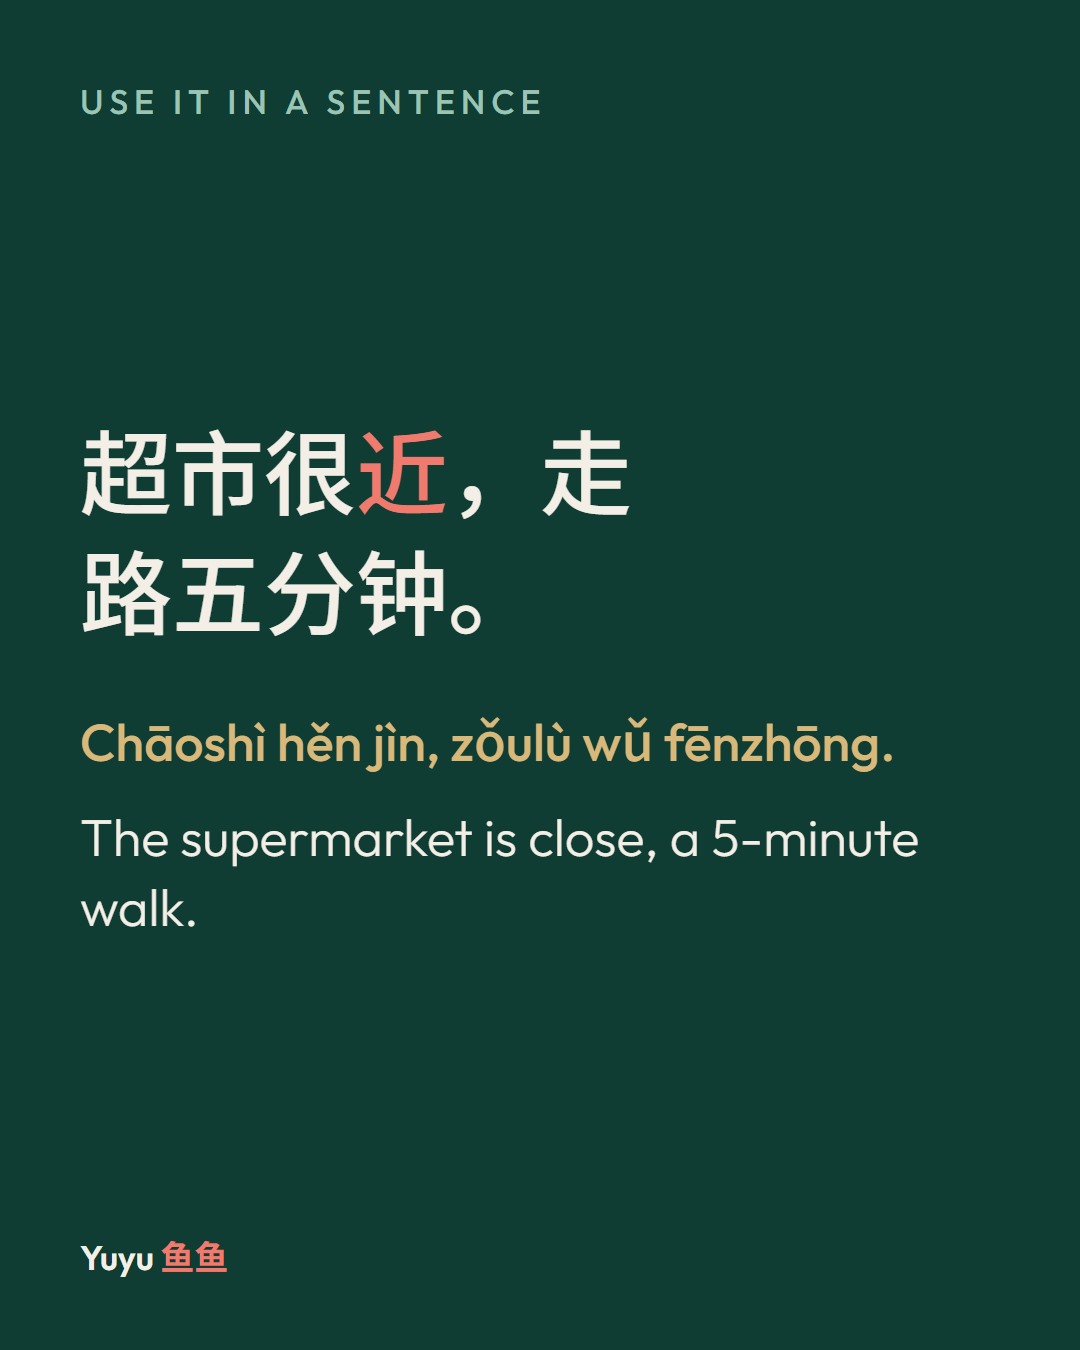 USE IT IN A SENTENCE
超市很近，走
路五分钟。
Chāoshì hěn jìn, zǒulù wǔ fēnzhōng.
The supermarket is close, a 5-minute
walk.
Yuyu 鱼鱼